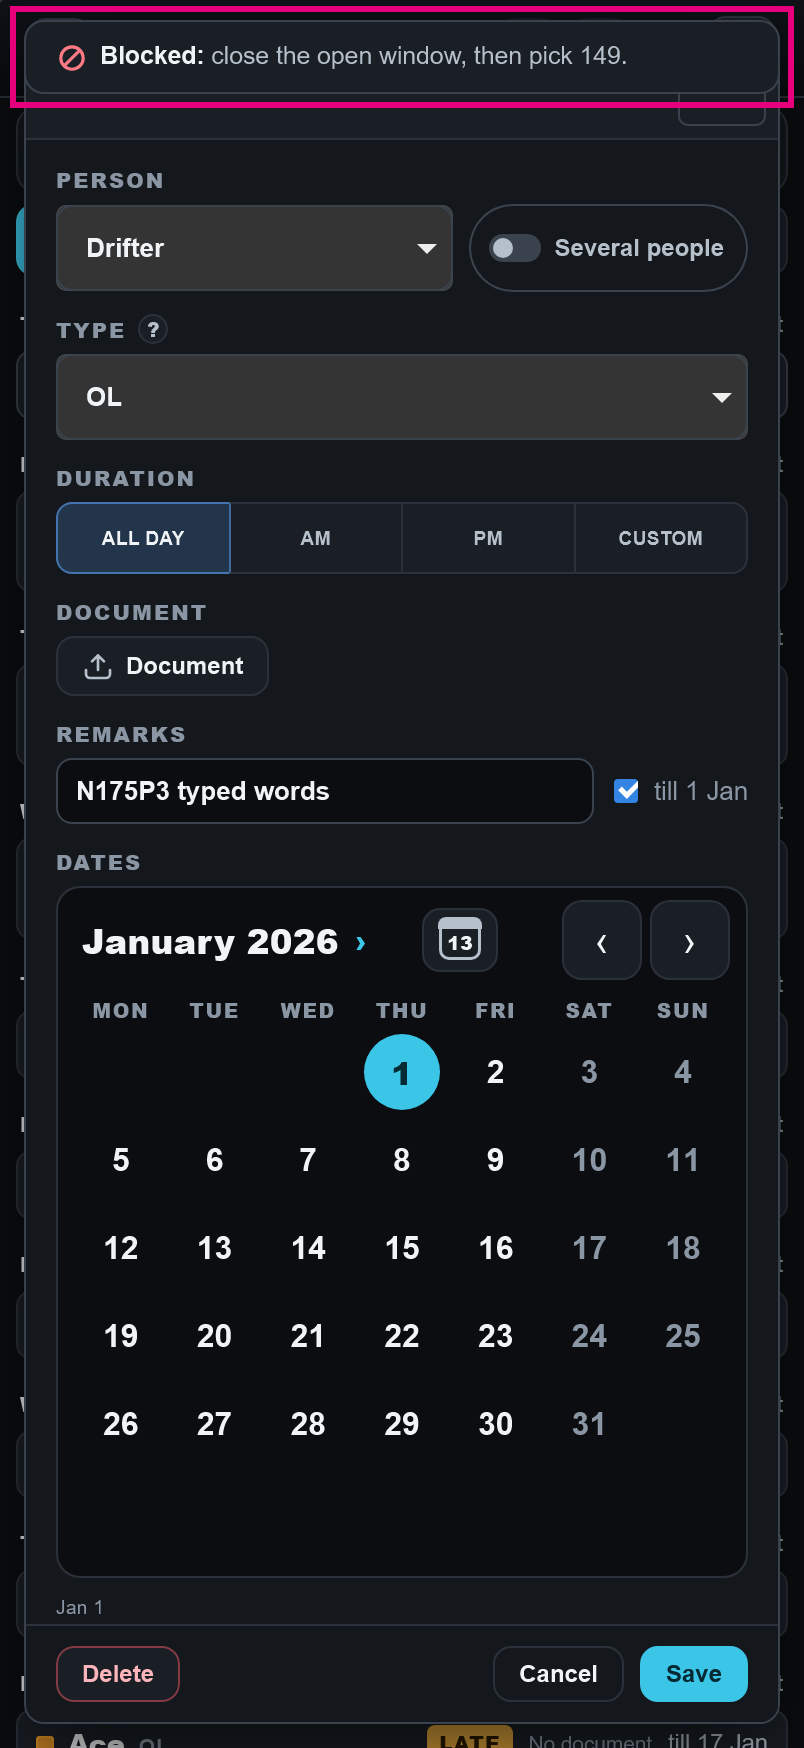 Blocked: close the open window, then pick 149.
PERSON
Drifter
Several people
TYPE ?
OL
DURATION
ALL DAY AM PM CUSTOM
DOCUMENT
Document
REMARKS
N175P3 typed words
till 1 Jan
DATES
January 2026 ›
13
‹ ›
MON TUE WED THU FRI SAT SUN
1 2 3 4
5 6 7 8 9 10 11
12 13 14 15 16 17 18
19 20 21 22 23 24 25
26 27 28 29 30 31
Jan 1
Delete Cancel Save
Ace OL LATE No document till 17 Jan